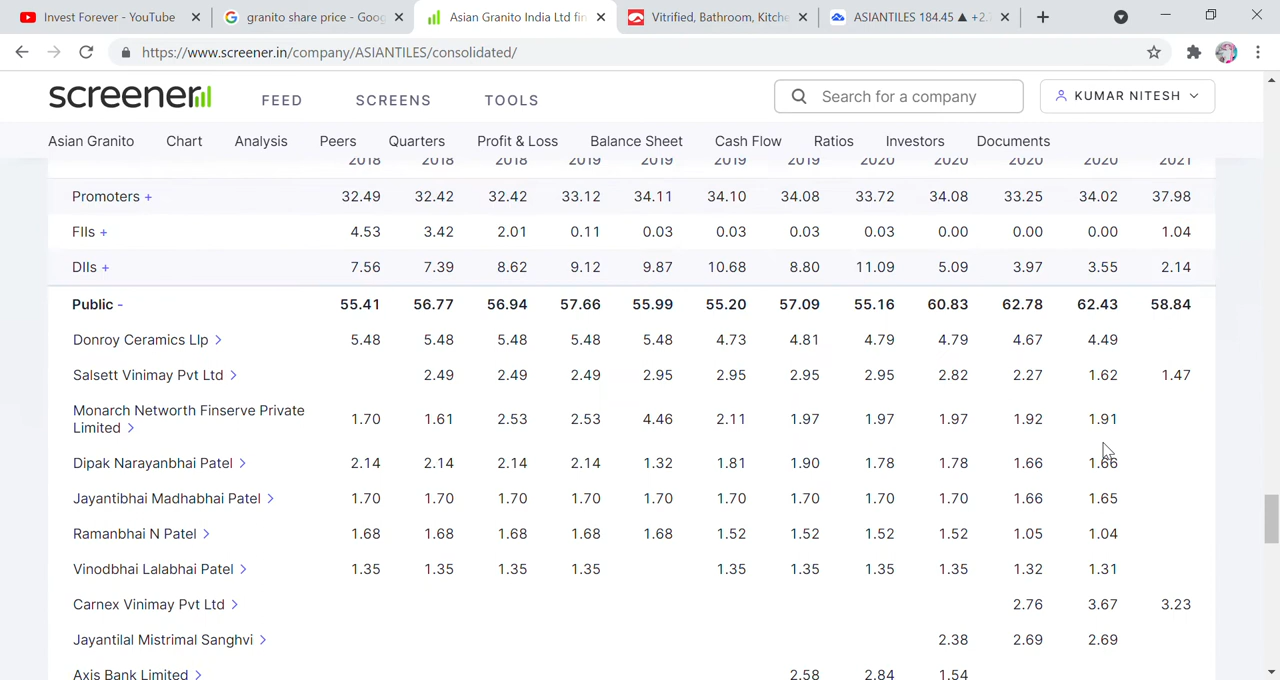 Invest Forever - YouTube
granito share price - Goo
Asian Granito India Ltd fin
Vitrified, Bathroom, Kitche
ASIANTILES 184.45 ▲ +2.
https://www.screener.in/company/ASIANTILES/consolidated/
screener FEED SCREENS TOOLS Search for a company KUMAR NITESH
Asian Granito Chart Analysis Peers Quarters Profit & Loss Balance Sheet Cash Flow Ratios Investors Documents
2018 2018 2018 2019 2019 2019 2019 2020 2020 2020 2020 2021
Promoters + 32.49 32.42 32.42 33.12 34.11 34.10 34.08 33.72 34.08 33.25 34.02 37.98
FIIs + 4.53 3.42 2.01 0.11 0.03 0.03 0.03 0.03 0.00 0.00 0.00 1.04
DIIs + 7.56 7.39 8.62 9.12 9.87 10.68 8.80 11.09 5.09 3.97 3.55 2.14
Public - 55.41 56.77 56.94 57.66 55.99 55.20 57.09 55.16 60.83 62.78 62.43 58.84
Donroy Ceramics Llp > 5.48 5.48 5.48 5.48 5.48 4.73 4.81 4.79 4.79 4.67 4.49
Salsett Vinimay Pvt Ltd > 2.49 2.49 2.49 2.95 2.95 2.95 2.95 2.82 2.27 1.62 1.47
Monarch Networth Finserve Private
Limited > 1.70 1.61 2.53 2.53 4.46 2.11 1.97 1.97 1.97 1.92 1.91
Dipak Narayanbhai Patel > 2.14 2.14 2.14 2.14 1.32 1.81 1.90 1.78 1.78 1.66 1.66
Jayantibhai Madhabhai Patel > 1.70 1.70 1.70 1.70 1.70 1.70 1.70 1.70 1.70 1.66 1.65
Ramanbhai N Patel > 1.68 1.68 1.68 1.68 1.68 1.52 1.52 1.52 1.52 1.05 1.04
Vinodbhai Lalabhai Patel > 1.35 1.35 1.35 1.35 1.35 1.35 1.35 1.35 1.32 1.31
Carnex Vinimay Pvt Ltd > 2.76 3.67 3.23
Jayantilal Mistrimal Sanghvi > 2.38 2.69 2.69
Axis Bank Limited > 2.58 2.84 1.54